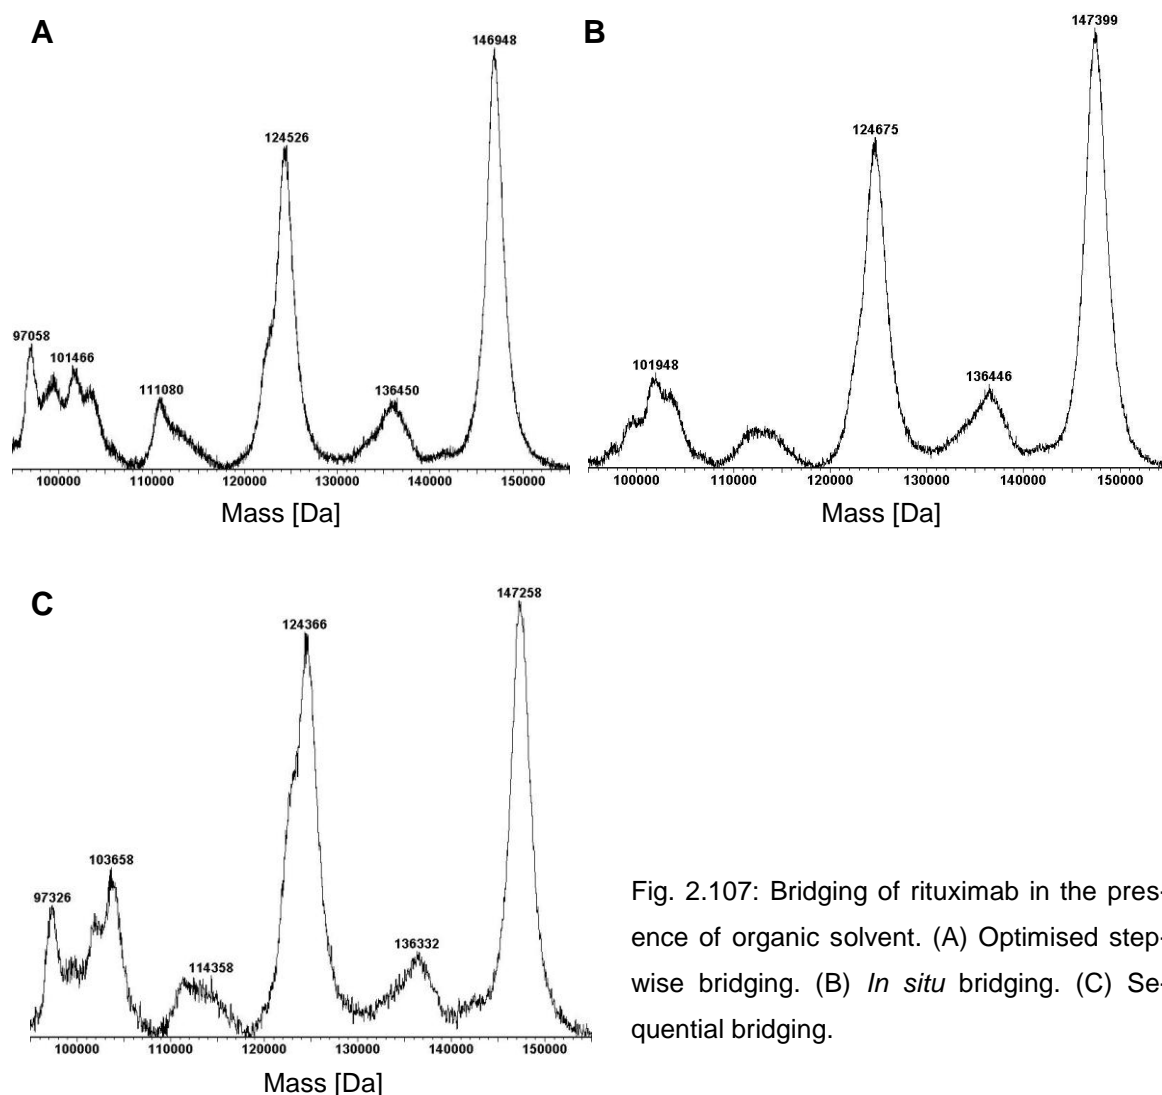 A
146948
124526
97058
101466
111080
136450
100000 110000 120000 130000 140000 150000
Mass [Da]
B
147399
124675
101948
136446
100000 110000 120000 130000 140000 150000
Mass [Da]
C
147258
124366
103658
97326
114358
136332
100000 110000 120000 130000 140000 150000
Mass [Da]
Fig. 2.107: Bridging of rituximab in the pres-
ence of organic solvent. (A) Optimised step-
wise bridging. (B) In situ bridging. (C) Se-
quential bridging.